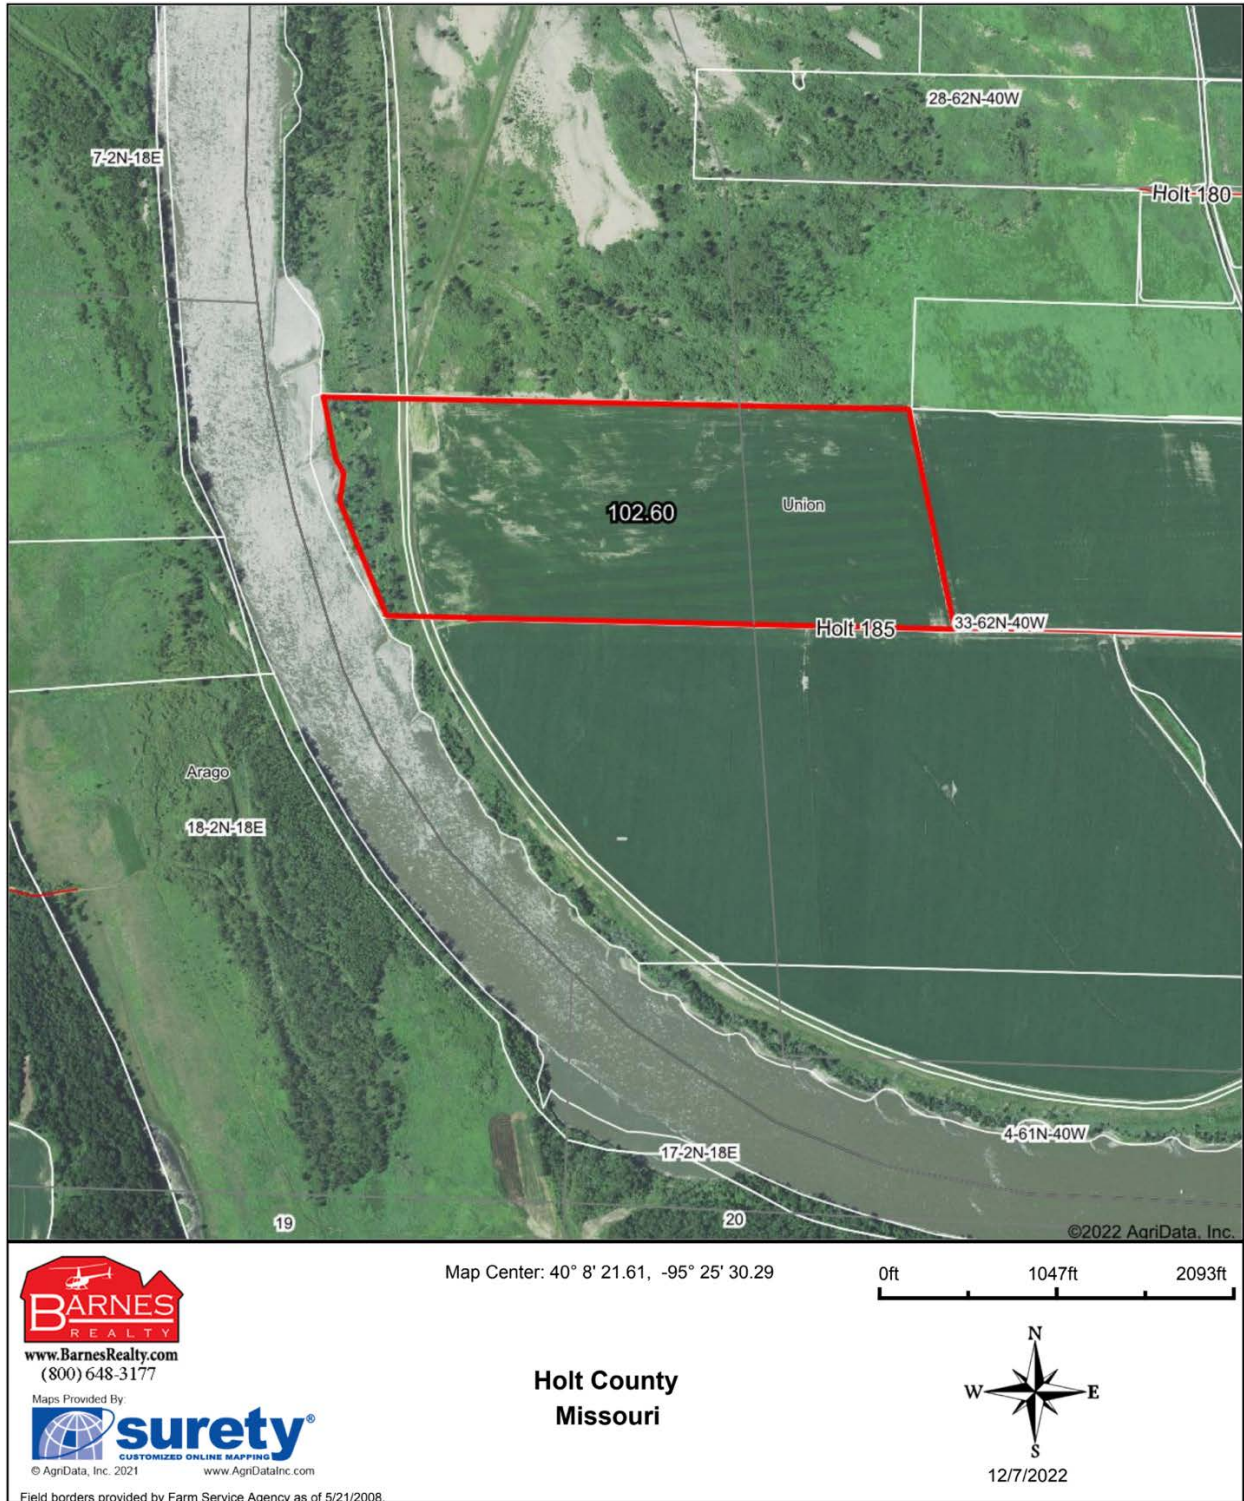 28-62N-40W
7-2N-18E
Holt 180
102.60
Union
Holt 185
33-62N-40W
Arago
18-2N-18E
4-61N-40W
17-2N-18E
19
20
©2022 AgriData, Inc.
BARNES
REALTY
www.BarnesRealty.com
(800) 648-3177
Maps Provided By:
surety®
CUSTOMIZED ONLINE MAPPING
© AgriData, Inc. 2021 www.AgriDataInc.com
Field borders provided by Farm Service Agency as of 5/21/2008.
Map Center: 40° 8' 21.61, -95° 25' 30.29
Holt County
Missouri
0ft 1047ft 2093ft
N
W E
S
12/7/2022